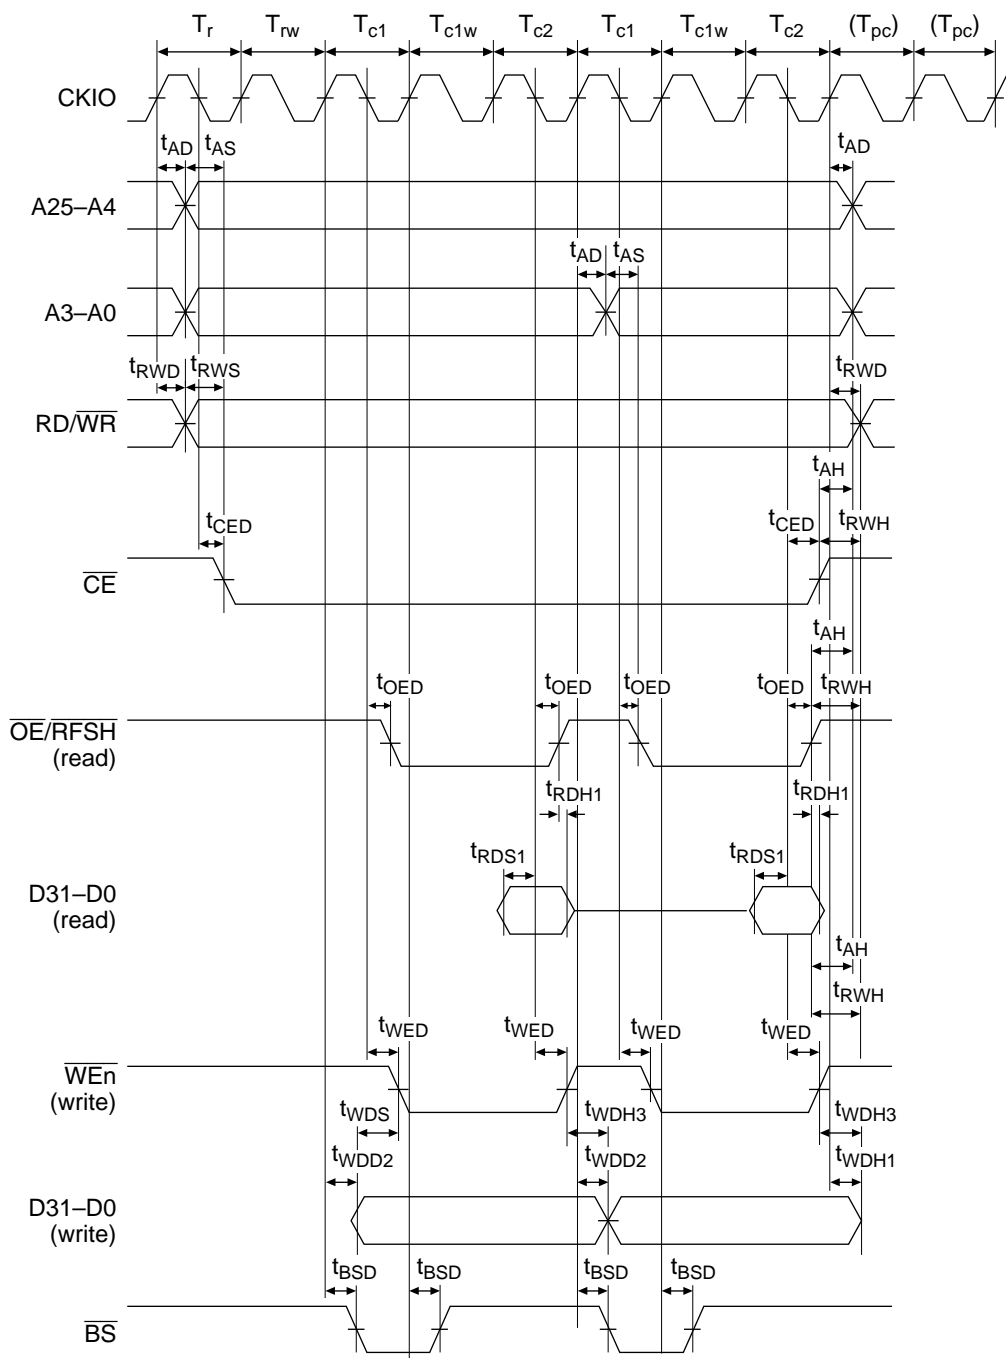 Tr Trw Tc1 Tc1w Tc2 Tc1 Tc1w Tc2 (Tpc) (Tpc)
CKIO
tAD tAS tAD
A25–A4
tAD tAS
A3–A0
tRWD tRWS tRWD
RD/WR
tAH
tCED tCED tRWH
CE
tAH
tOED tOED tOED tOED tRWH
OE/RFSH
(read)
tRDH1 tRDH1
tRDS1 tRDS1
D31–D0
(read)
tAH
tRWH
tWED tWED tWED tWED
WEn
(write)
tWDS tWDH3 tWDH3
tWDD2 tWDD2 tWDH1
D31–D0
(write)
tBSD tBSD tBSD tBSD
BS